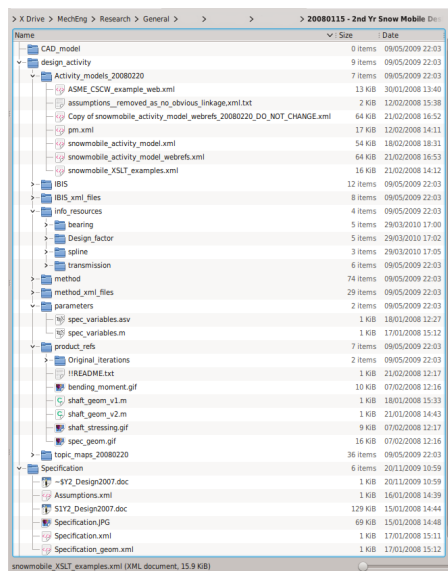 > X Drive > MechEng > Research > General > > > > 20080115 - 2nd Yr Snow Mobile Des
Name Size Date
CAD_model 0 items 09/05/2009 22:03
design_activity 9 items 09/05/2009 22:03
Activity_models_20080220 7 items 09/05/2009 22:03
ASME_CSCW_example_web.xml 13 KiB 30/01/2008 13:40
assumptions__removed_as_no_obvious_linkage,xml.txt 2 KiB 12/02/2008 15:38
Copy of snowmobile_activity_model_webrefs_20080220_DO_NOT_CHANGE.xml 64 KiB 21/02/2008 16:52
pm.xml 17 KiB 12/02/2008 14:11
snowmobile_activity_model.xml 54 KiB 18/02/2008 18:31
snowmobile_activity_model_webrefs.xml 64 KiB 21/02/2008 16:53
snowmobile_XSLT_examples.xml 16 KiB 21/02/2008 14:12
IBIS 12 items 09/05/2009 22:03
IBIS_xml_files 8 items 09/05/2009 22:03
info_resources 4 items 09/05/2009 22:03
bearing 5 items 29/03/2010 17:00
Design_factor 5 items 29/03/2010 17:02
spline 3 items 09/05/2009 22:03
transmission 6 items 09/05/2009 22:03
method 74 items 09/05/2009 22:03
method_xml_files 29 items 09/05/2009 22:03
parameters 2 items 09/05/2009 22:03
spec_variables.asv 1 KiB 18/01/2008 12:27
spec_variables.m 1 KiB 17/01/2008 15:12
product_refs 7 items 09/05/2009 22:03
Original_iterations 2 items 09/05/2009 22:03
!!README.txt 1 KiB 21/02/2008 12:17
bending_moment.gif 10 KiB 07/02/2008 12:16
shaft_geom_v1.m 1 KiB 18/01/2008 15:33
shaft_geom_v2.m 1 KiB 21/01/2008 14:43
shaft_stressing.gif 9 KiB 07/02/2008 12:17
spec_geom.gif 16 KiB 07/02/2008 12:16
topic_maps_20080220 36 items 09/05/2009 22:03
Specification 6 items 20/11/2009 10:59
~$Y2_Design2007.doc 1 KiB 20/11/2009 10:59
Assumptions.xml 1 KiB 16/01/2008 14:39
S1Y2_Design2007.doc 129 KiB 15/01/2008 14:44
Specification.JPG 69 KiB 15/01/2008 14:48
Specification.xml 1 KiB 17/01/2008 15:11
Specification_geom.xml 1 KiB 17/01/2008 15:12
snowmobile_XSLT_examples.xml (XML document, 15.9 KiB)